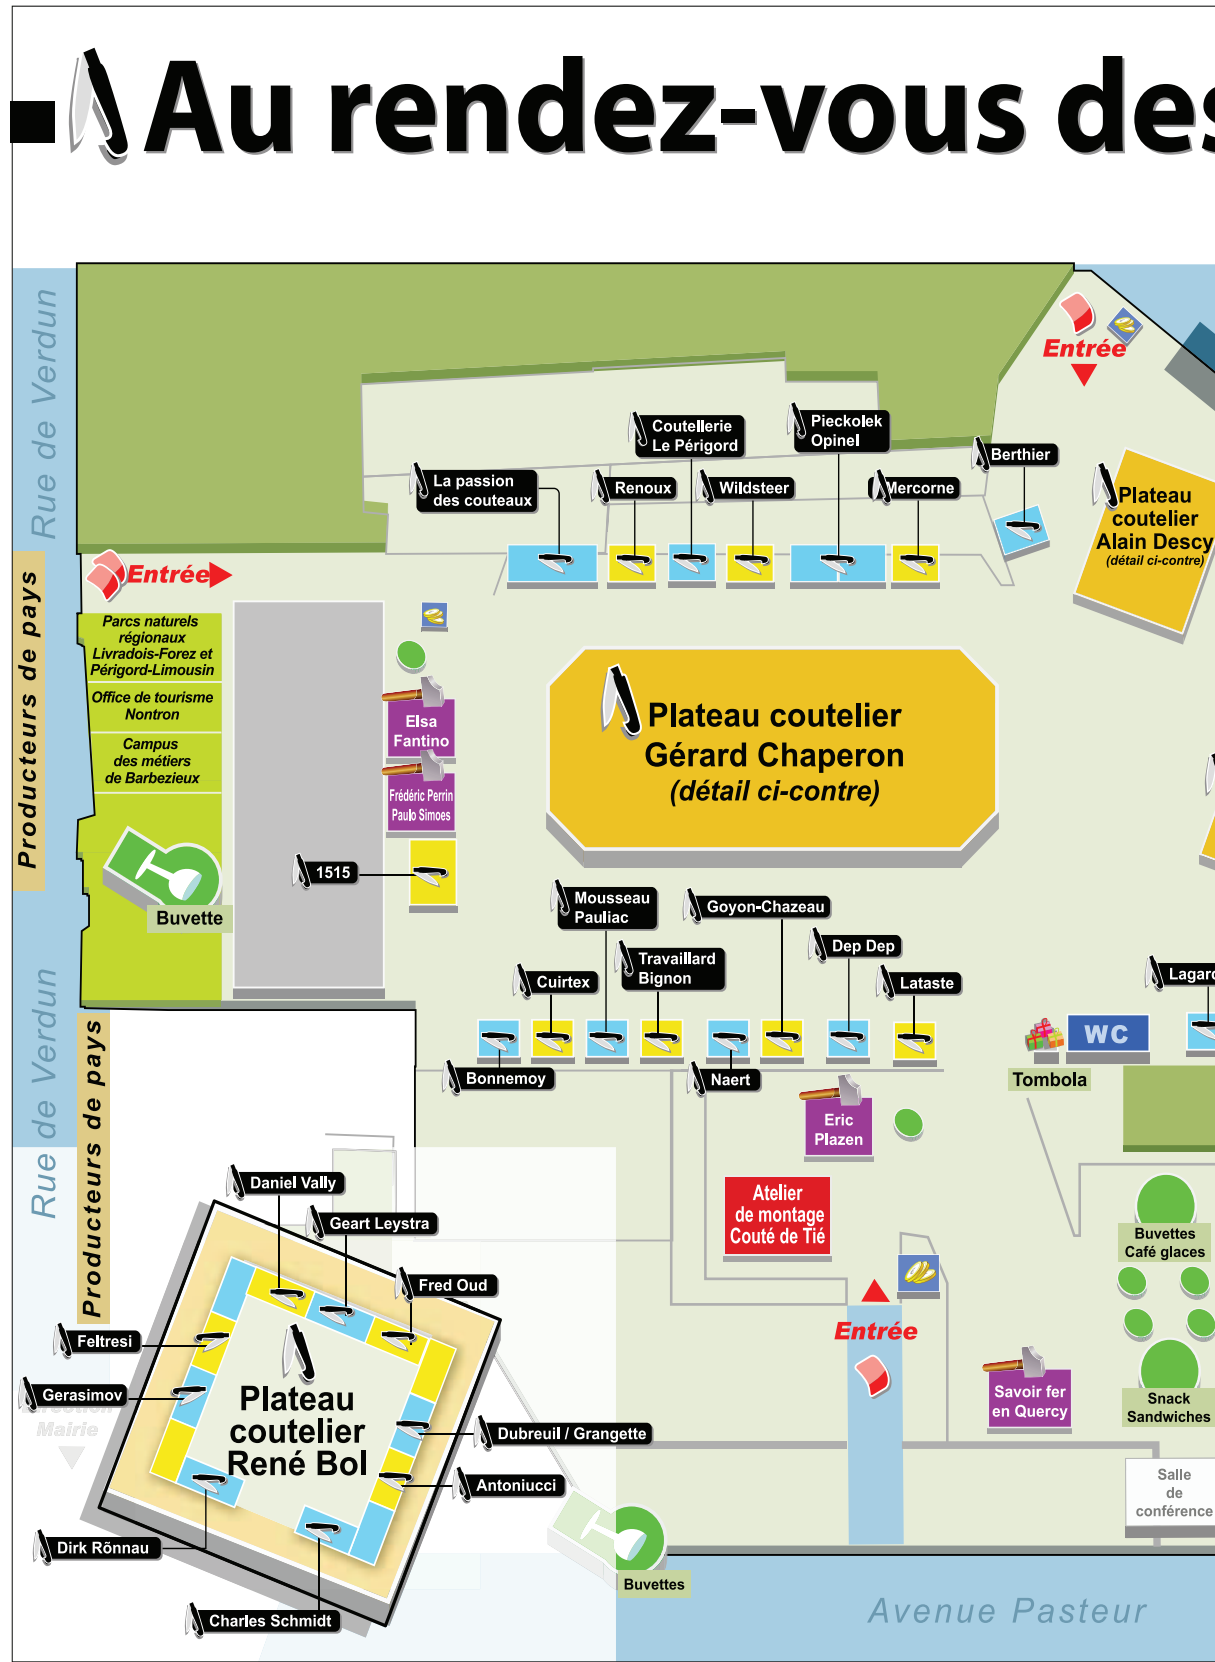 Au rendez-vous des
Rue de Verdun
Producteurs de pays
Rue de Verdun
Producteurs de pays
Entrée
Entrée
Coutellerie
Le Périgord
Pieckolek
Opinel
Berthier
La passion
des couteaux
Renoux
Wildsteer
Mercorne
Plateau
coutelier
Alain Descy
(détail ci-contre)
Parcs naturels
régionaux
Livradois-Forez et
Périgord-Limousin
Office de tourisme
Nontron
Campus
des métiers
de Barbezieux
Elsa
Fantino
Frédéric Perrin
Paulo Simoes
Plateau coutelier
Gérard Chaperon
(détail ci-contre)
1515
Buvette
Mousseau
Pauliac
Goyon-Chazeau
Travaillard
Bignon
Dep Dep
Cuirtex
Lataste
Lagard
Bonnemoy
Naert
WC
Tombola
Eric
Plazen
Atelier
de montage
Couté de Tié
Buvettes
Café glaces
Entrée
Savoir fer
en Quercy
Snack
Sandwiches
Salle
de
conférence
Daniel Vally
Geart Leystra
Fred Oud
Feltresi
Gerasimov
Mairie
Plateau
coutelier
René Bol
Dubreuil / Grangette
Antoniucci
Dirk Rõnnau
Charles Schmidt
Buvettes
Avenue Pasteur